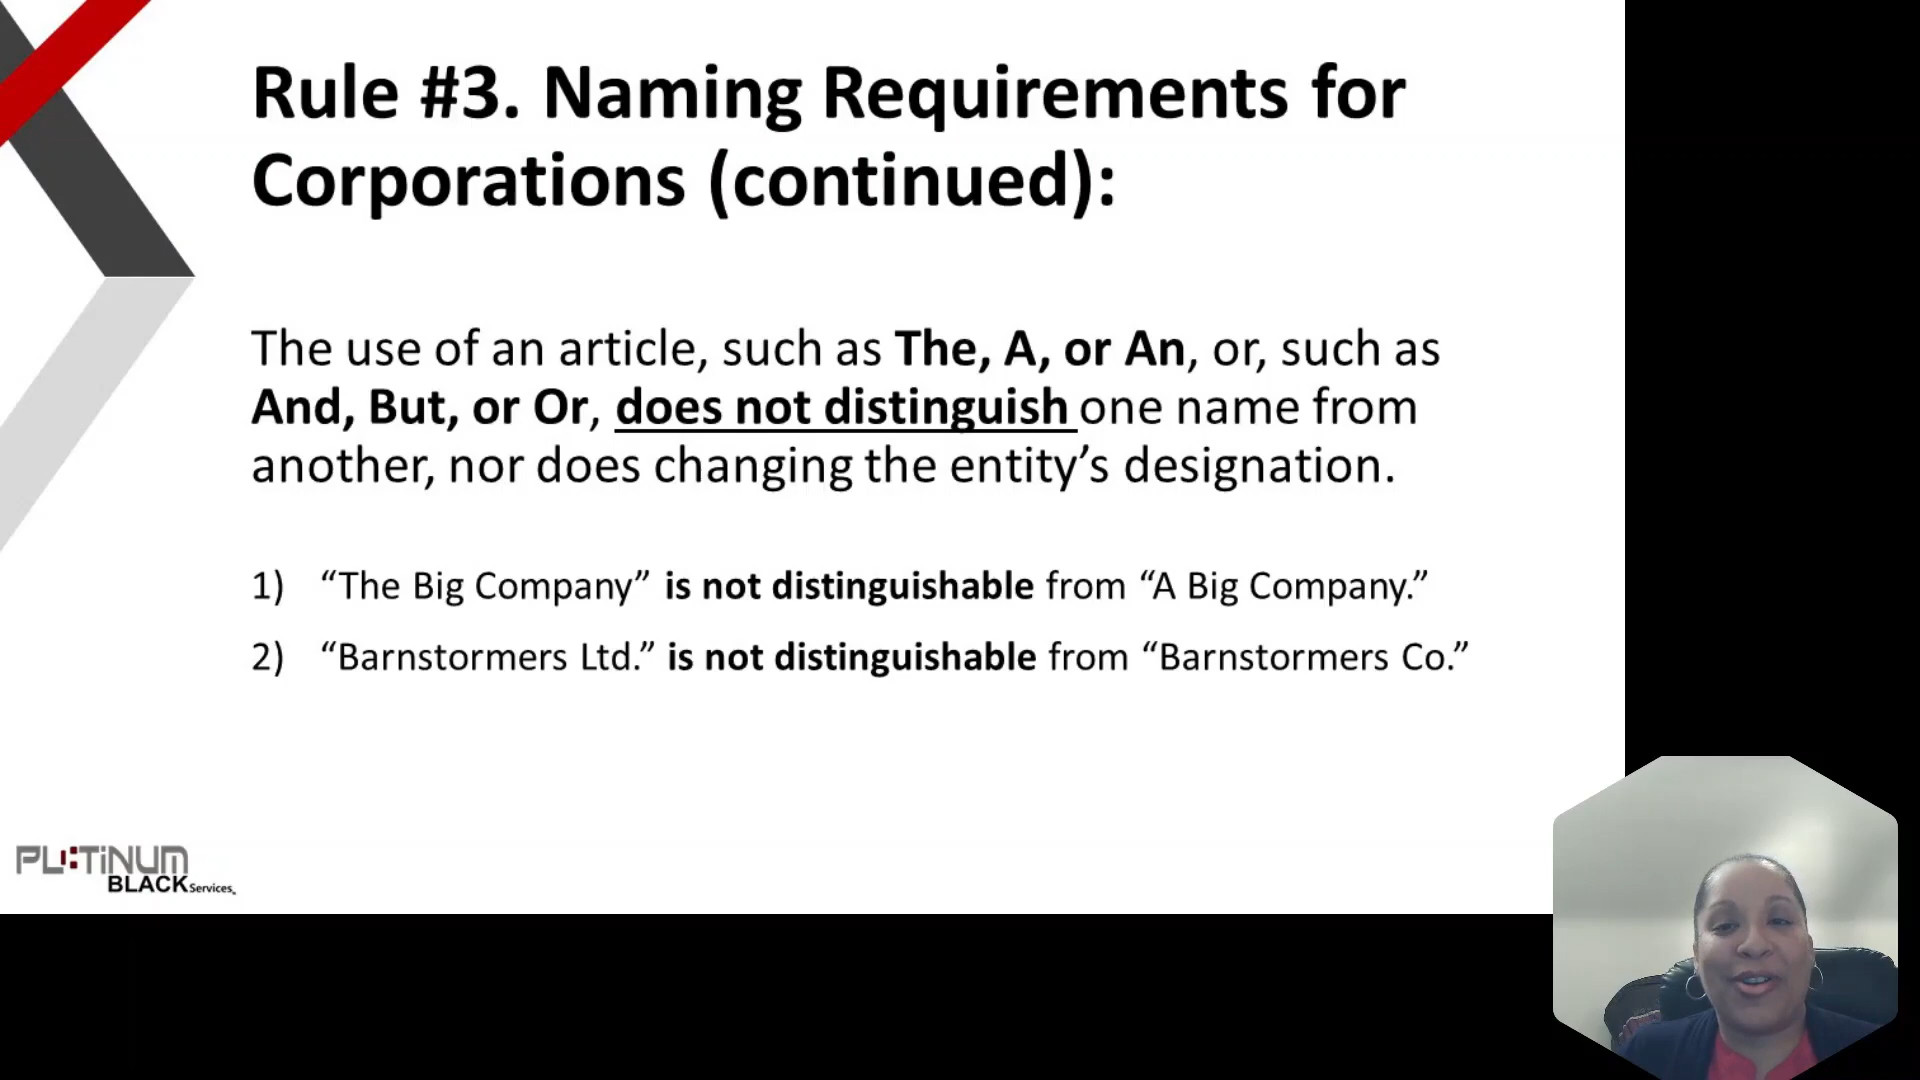 Rule #3. Naming Requirements for
Corporations (continued):
The use of an article, such as The, A, or An, or, such as
And, But, or Or, does not distinguish one name from
another, nor does changing the entity’s designation.
1) “The Big Company” is not distinguishable from “A Big Company.”
2) “Barnstormers Ltd.” is not distinguishable from “Barnstormers Co.”
PL:TiNUM
BLACK Services